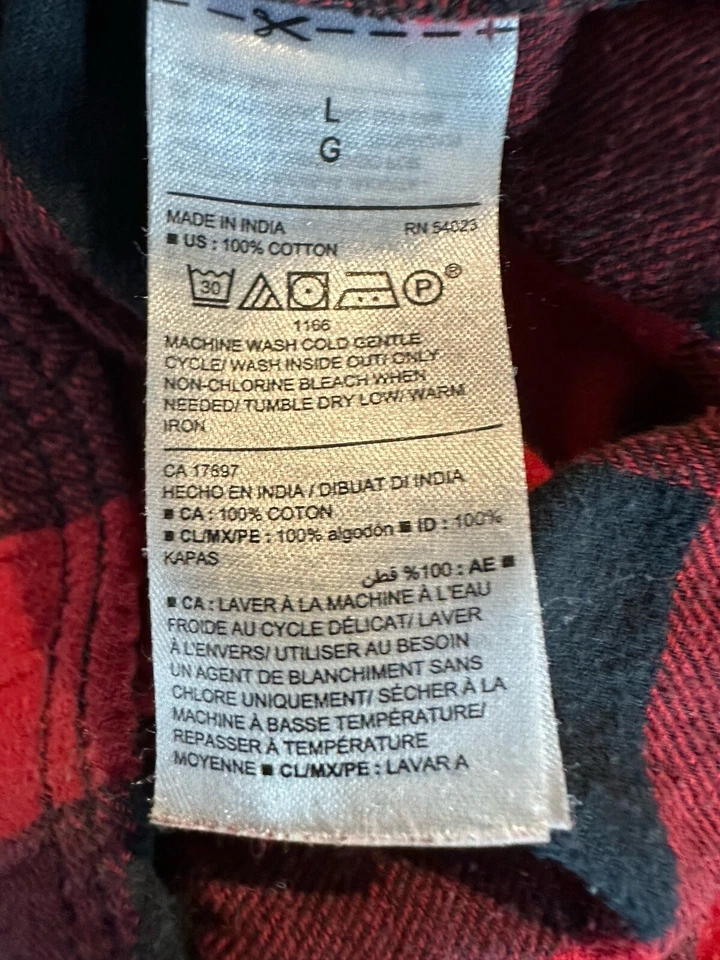 L
G
MADE IN INDIA RN 54023
■ US : 100% COTTON
30 P ®
1166
MACHINE WASH COLD GENTLE
CYCLE/ WASH INSIDE OUT/ ONLY
NON-CHLORINE BLEACH WHEN
NEEDED/ TUMBLE DRY LOW/ WARM
IRON
CA 17697
HECHO EN INDIA / DIBUAT DI INDIA
■ CA : 100% COTON
■ CL/MX/PE : 100% algodón ■ ID : 100%
KAPAS
■ AE : 100% قطن
■ CA : LAVER À LA MACHINE À L'EAU
FROIDE AU CYCLE DÉLICAT/ LAVER
À L'ENVERS/ UTILISER AU BESOIN
UN AGENT DE BLANCHIMENT SANS
CHLORE UNIQUEMENT/ SÉCHER À LA
MACHINE À BASSE TEMPÉRATURE/
REPASSER À TEMPÉRATURE
MOYENNE ■ CL/MX/PE : LAVAR A